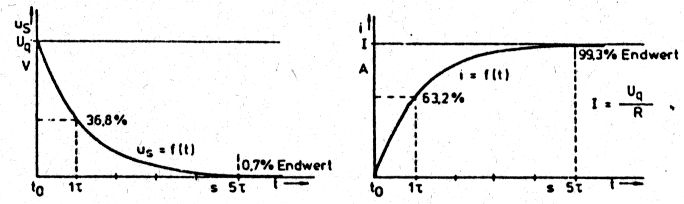 uS
Uq
V
36,8%
uS = f(t)
0,7% Endwert
t0
1τ
s
5τ
t
i
I
A
63,2%
i = f(t)
99,3% Endwert
I = Uq
R
t0
1τ
s
5τ
t